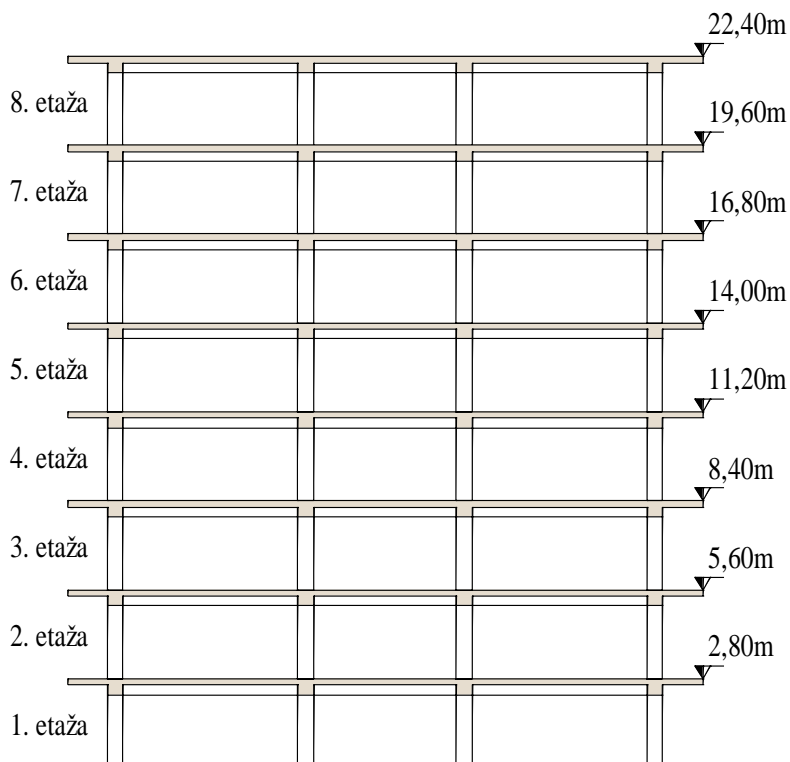 22,40m
8. etaža
19,60m
7. etaža
16,80m
6. etaža
14,00m
5. etaža
11,20m
4. etaža
8,40m
3. etaža
5,60m
2. etaža
2,80m
1. etaža